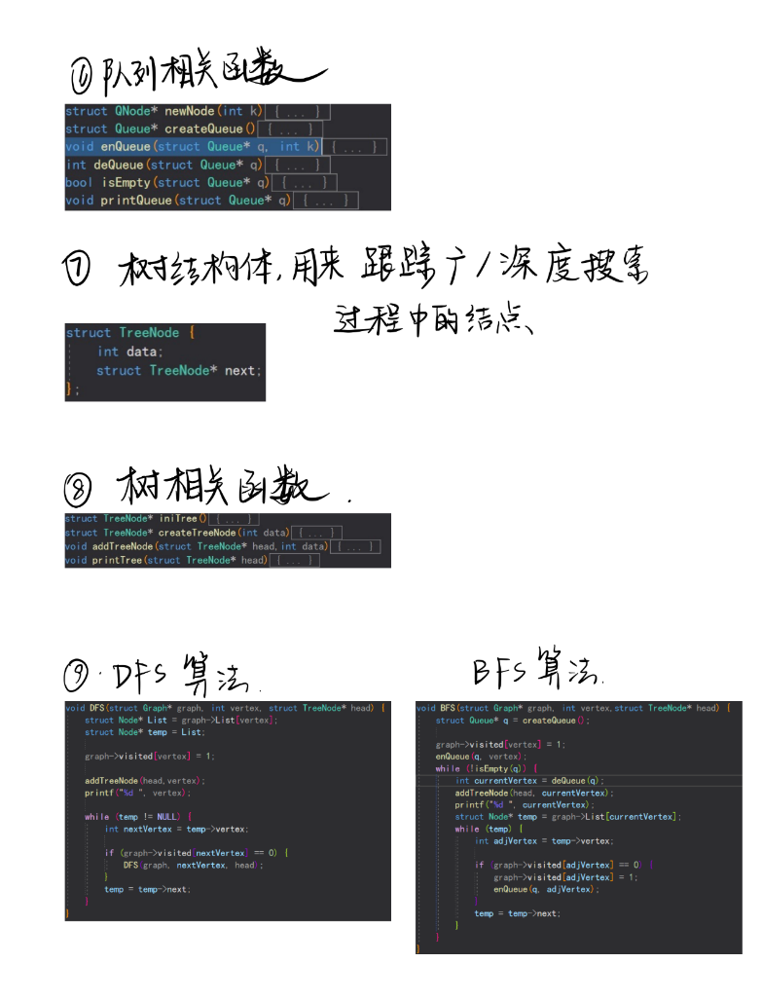 ⑥队列相关函数
struct QNode* newNode(int k) { ... }
struct Queue* createQueue() { ... }
void enQueue(struct Queue* q, int k) { ... }
int deQueue(struct Queue* q) { ... }
bool isEmpty(struct Queue* q) { ... }
void printQueue(struct Queue* q) { ... }
⑦ 树结构体,用来 跟踪广/深度搜索
过程中的结点、
struct TreeNode {
int data;
struct TreeNode* next;
};
⑧ 树相关函数.
struct TreeNode* iniTree() { ... }
struct TreeNode* createTreeNode(int data) { ... }
void addTreeNode(struct TreeNode* head,int data) { ... }
void printTree(struct TreeNode* head) { ... }
⑨. DFS 算法.
void DFS(struct Graph* graph, int vertex, struct TreeNode* head) {
struct Node* List = graph->List[vertex];
struct Node* temp = List;
graph->visited[vertex] = 1;
addTreeNode(head,vertex);
printf("%d ", vertex);
while (temp != NULL) {
int nextVertex = temp->vertex;
if (graph->visited[nextVertex] == 0) {
DFS(graph, nextVertex, head);
}
temp = temp->next;
}
}
BFS 算法.
void BFS(struct Graph* graph, int vertex,struct TreeNode* head) {
struct Queue* q = createQueue();
graph->visited[vertex] = 1;
enQueue(q, vertex);
while (!isEmpty(q)) {
int currentVertex = deQueue(q);
addTreeNode(head, currentVertex);
printf("%d ", currentVertex);
struct Node* temp = graph->List[currentVertex];
while (temp) {
int adjVertex = temp->vertex;
if (graph->visited[adjVertex] == 0) {
graph->visited[adjVertex] = 1;
enQueue(q, adjVertex);
}
temp = temp->next;
}
}
}